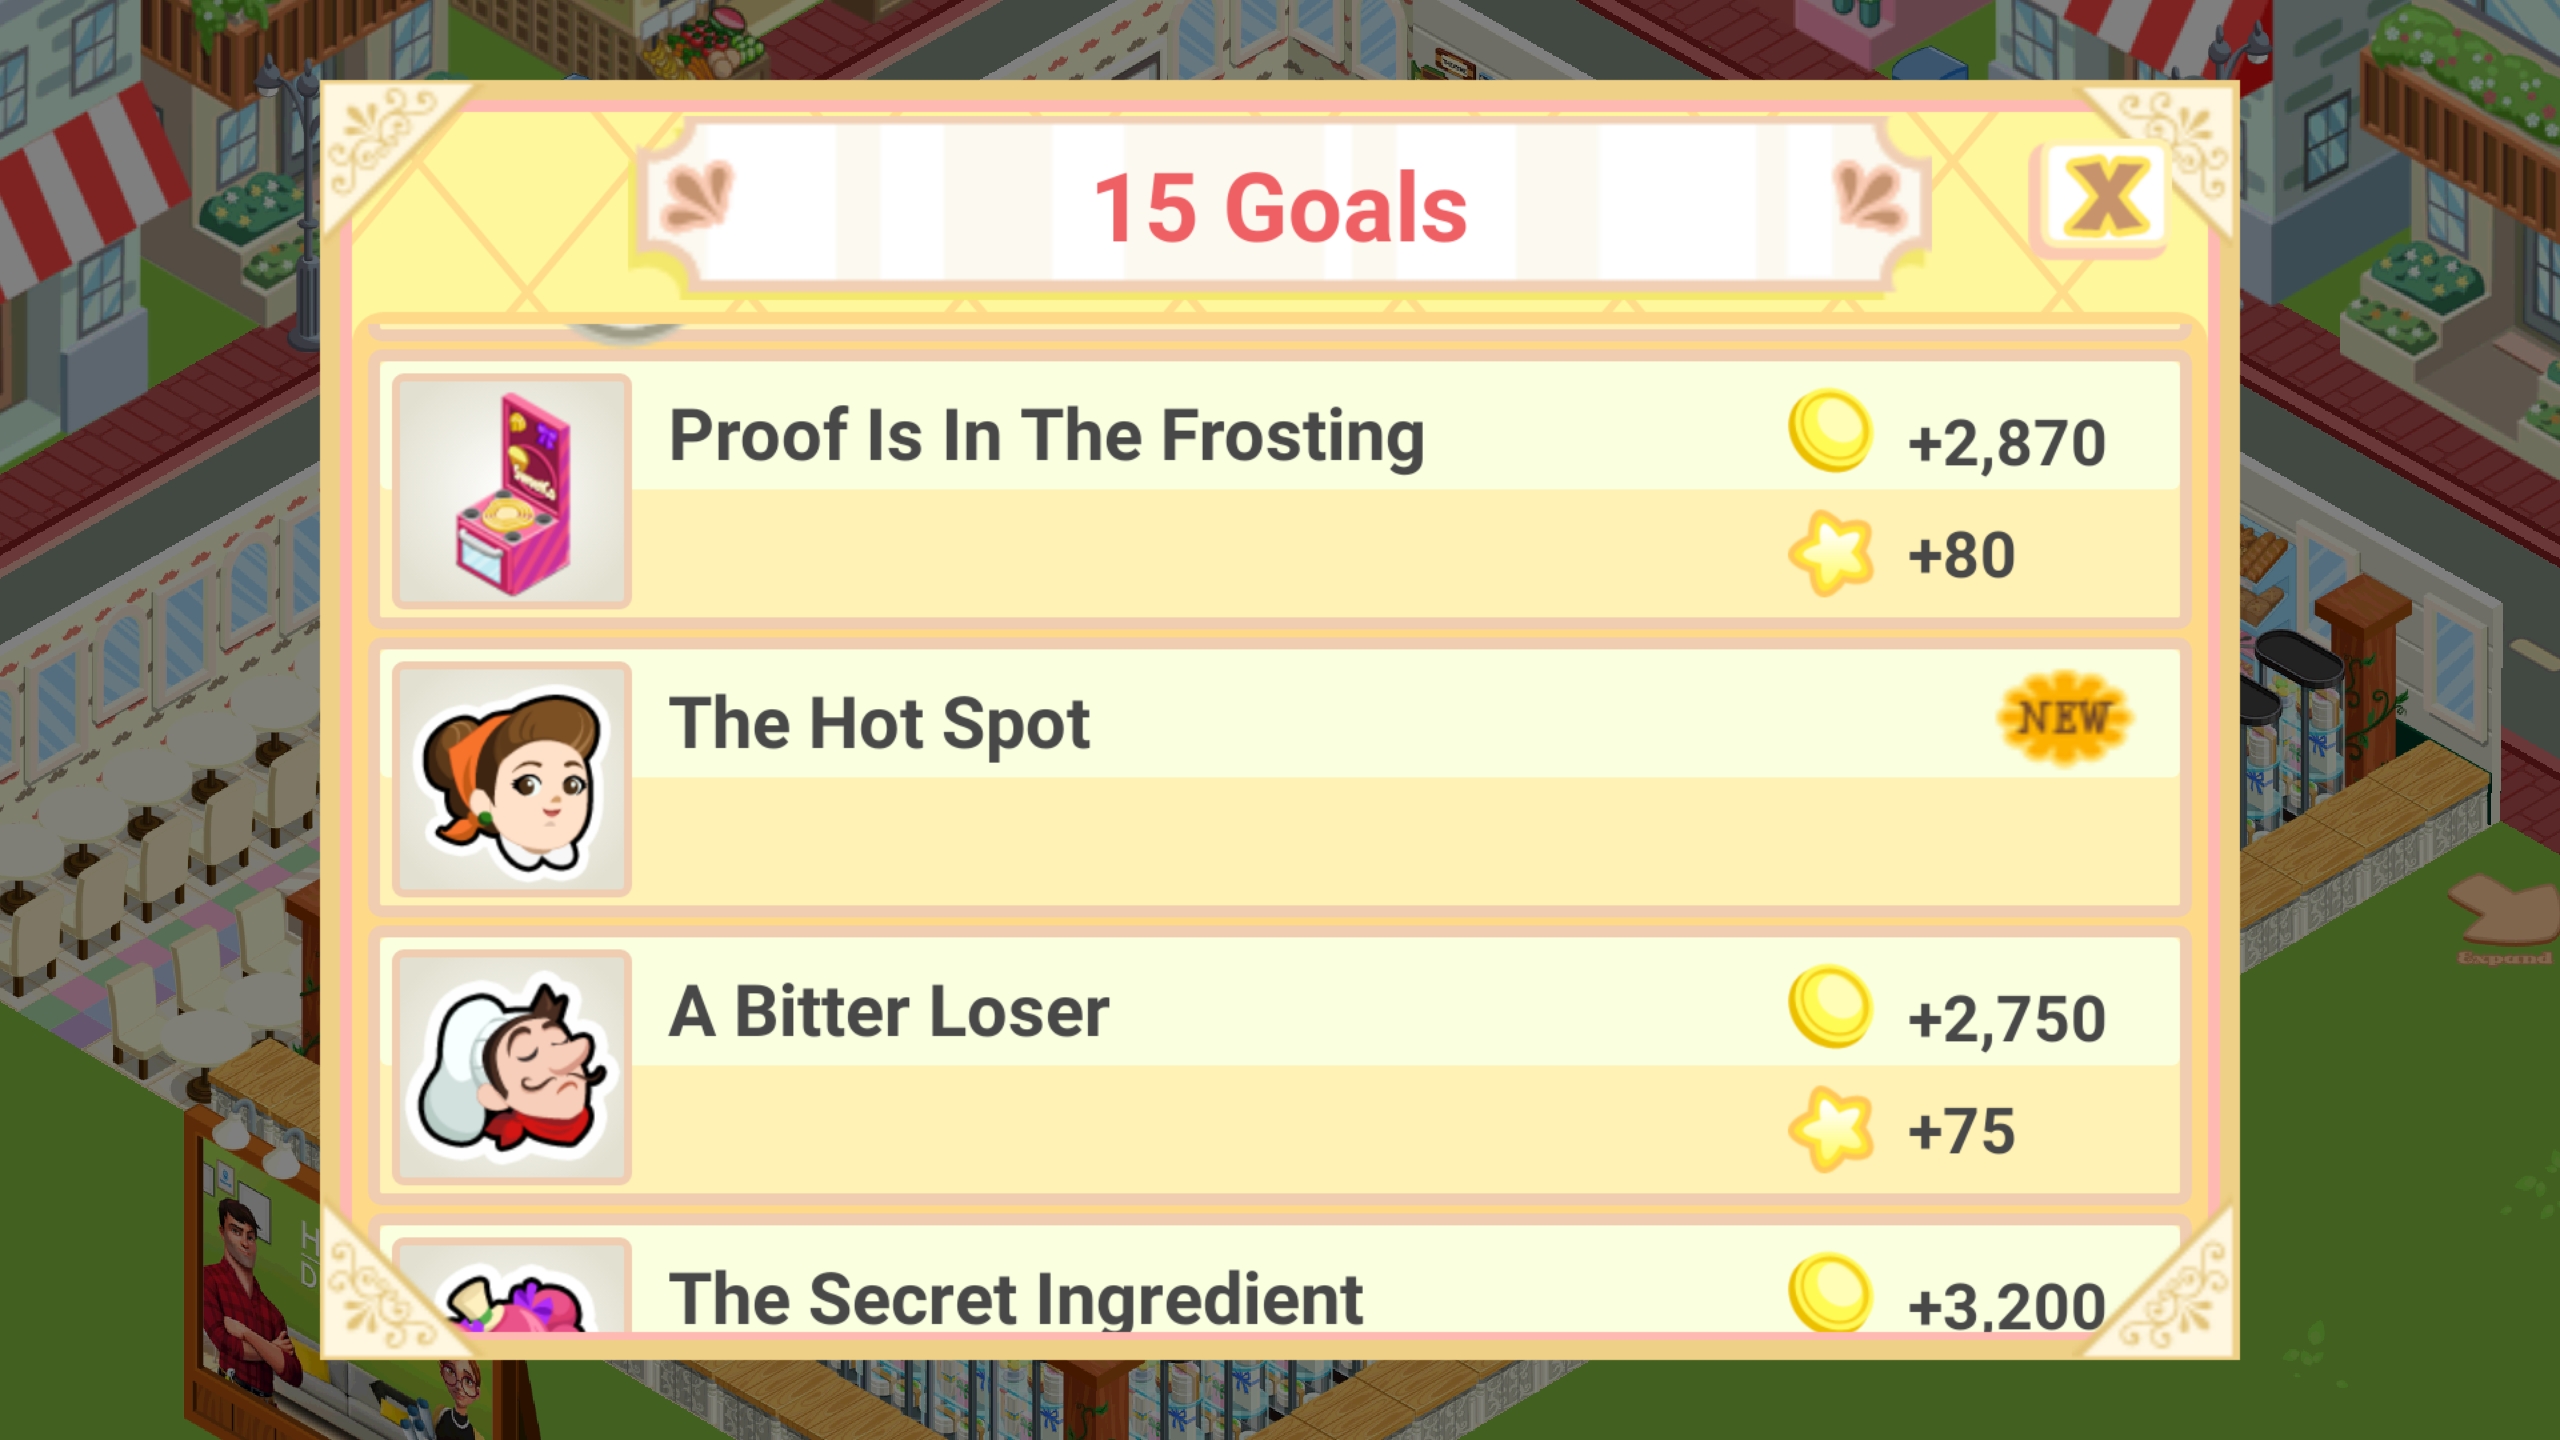 15 Goals
X
Proof Is In The Frosting
+2,870
+80
The Hot Spot
NEW
A Bitter Loser
+2,750
+75
Expand
H
D
The Secret Ingredient
+3,200